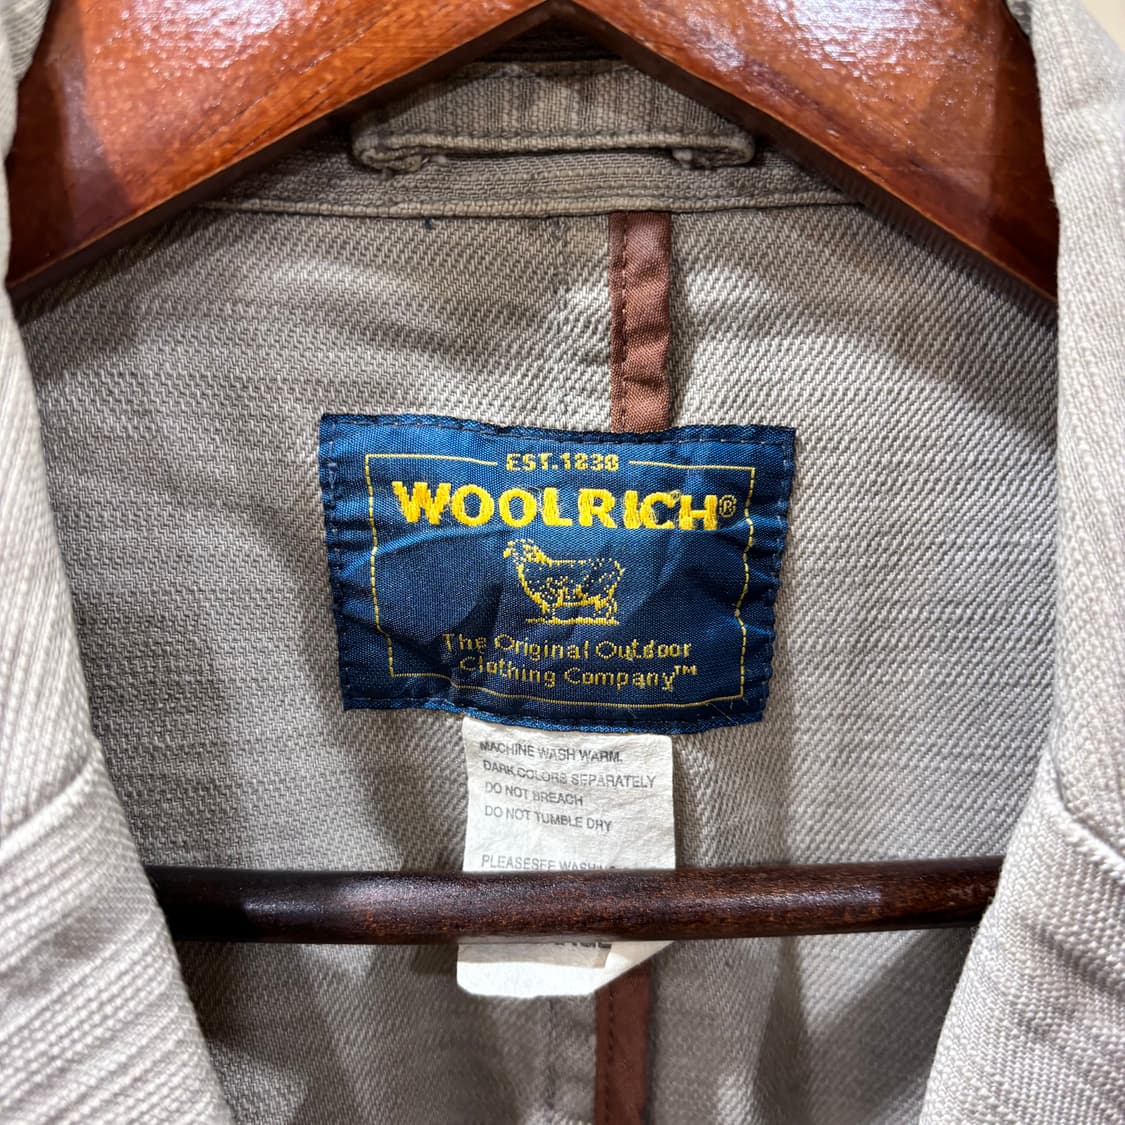 EST.1830
WOOLRICH®
The Original Outdoor
Clothing Company™
MACHINE WASH WARM.
DARK COLORS SEPARATELY
DO NOT BREACH
DO NOT TUMBLE DRY
PLEASESEE